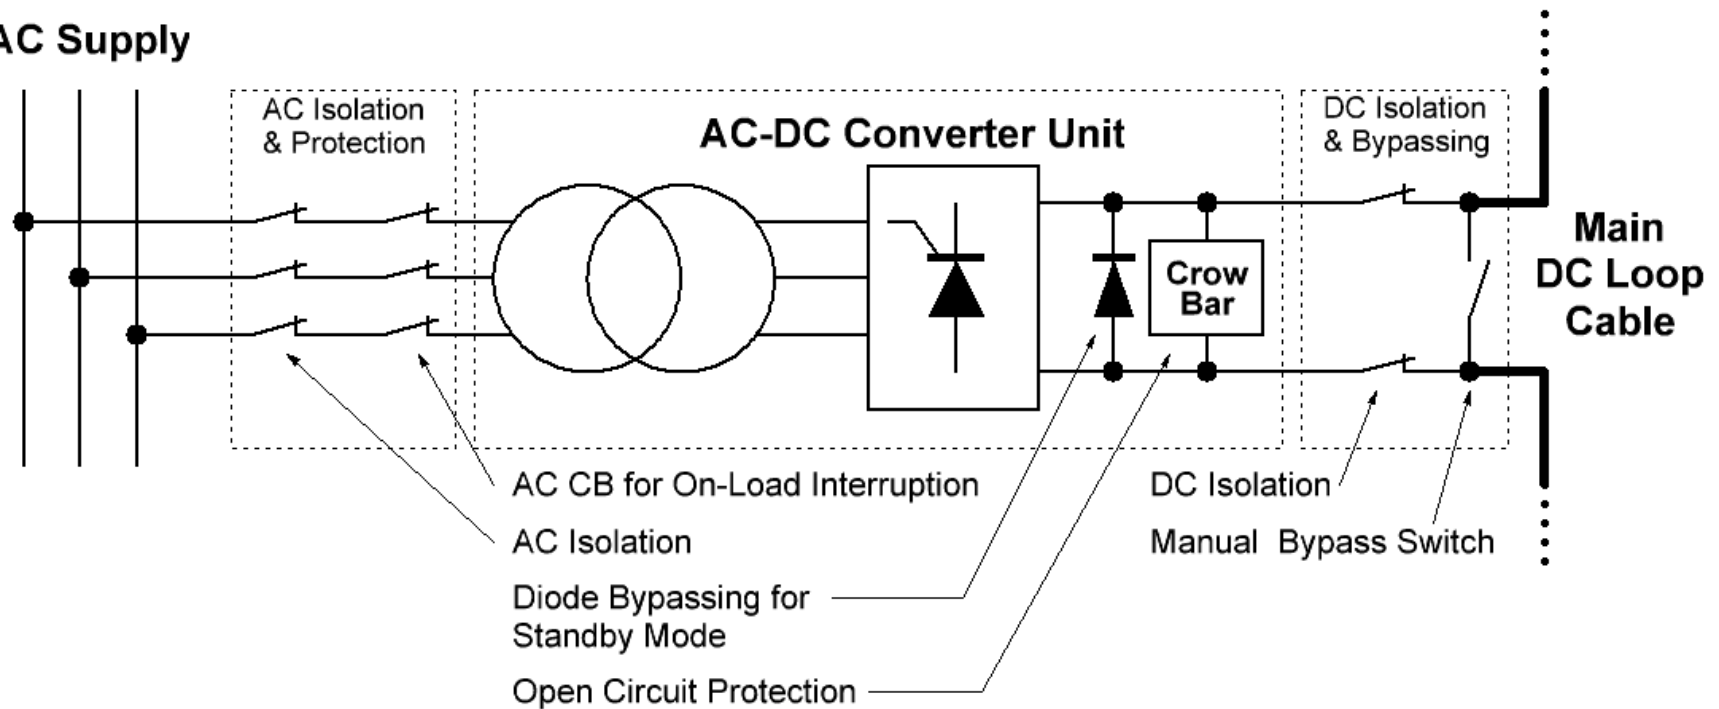 AC Supply
AC Isolation
& Protection
AC-DC Converter Unit
DC Isolation
& Bypassing
Crow
Bar
Main
DC Loop
Cable
AC CB for On-Load Interruption
AC Isolation
Diode Bypassing for
Standby Mode
Open Circuit Protection
DC Isolation
Manual Bypass Switch